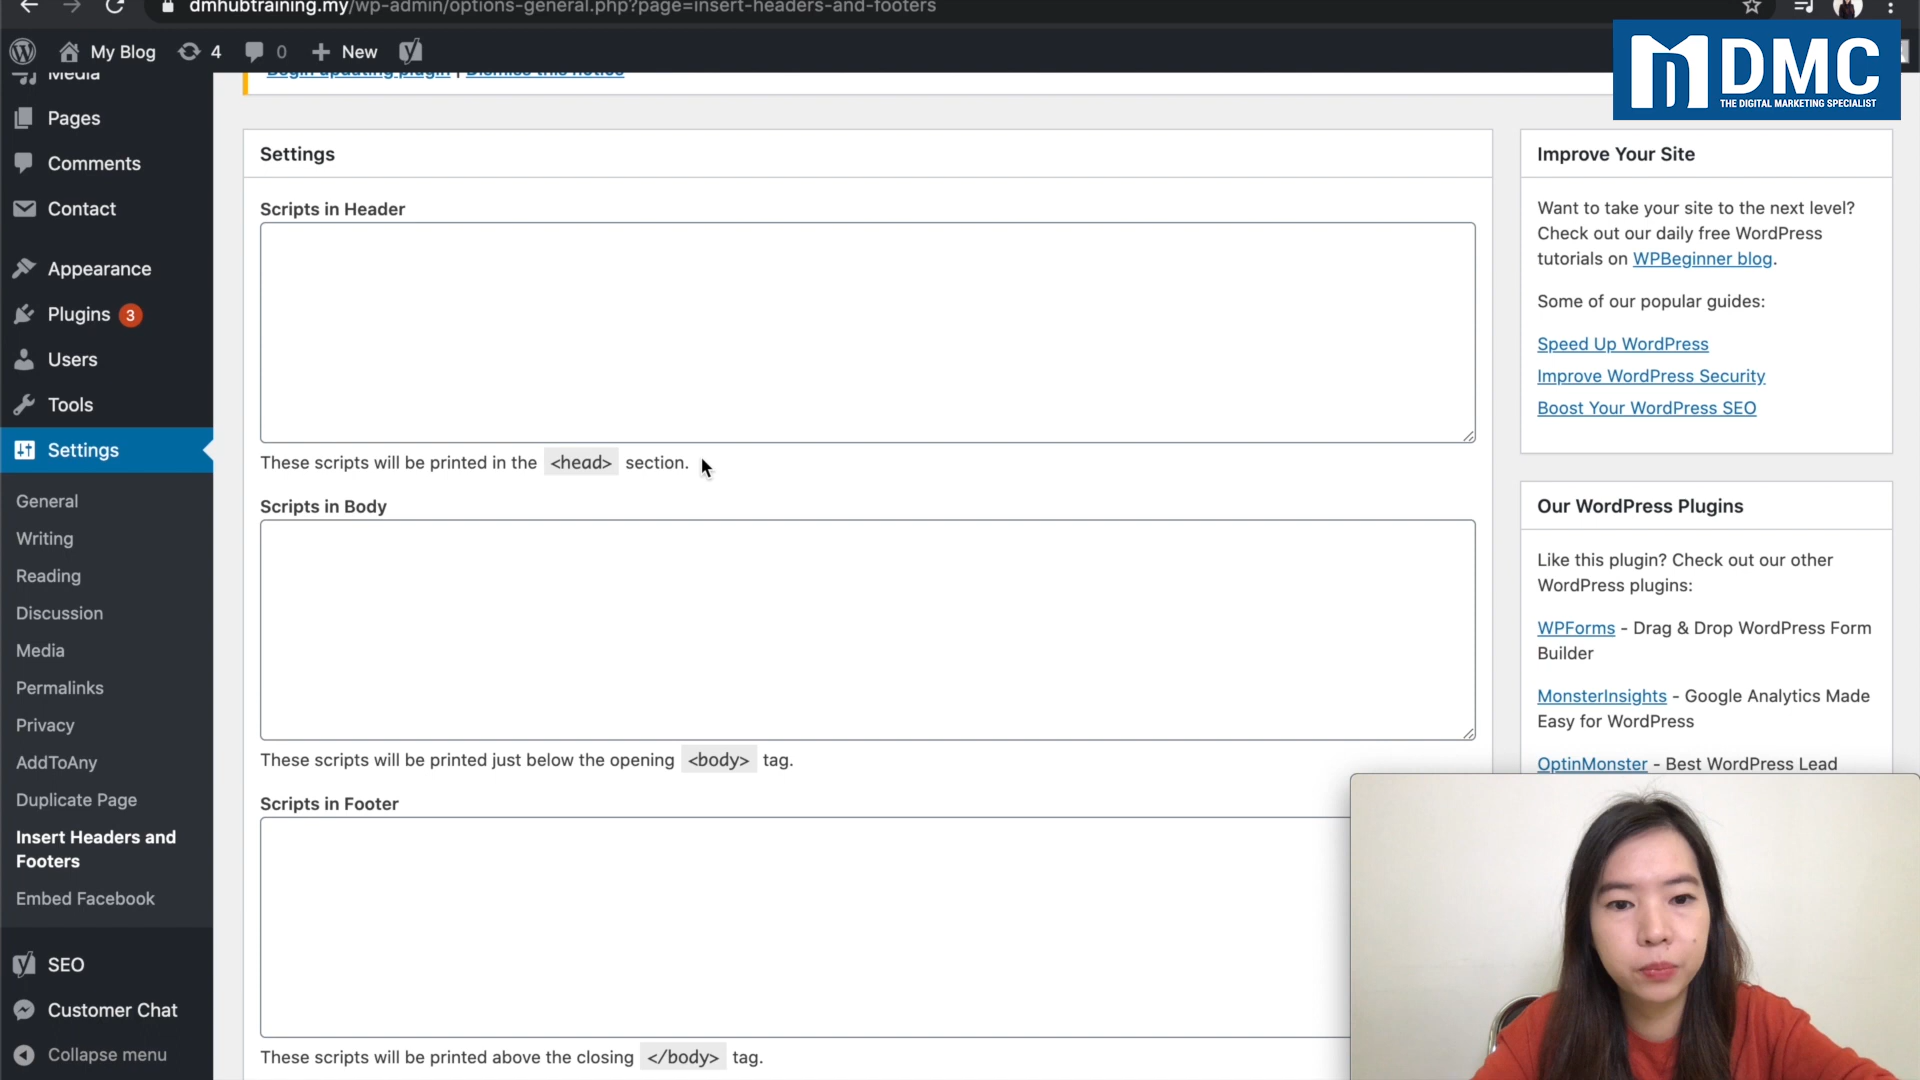 dmhubtraining.my/wp-admin/options-general.php?page=insert-headers-and-footers
My Blog 4 0 New
DMC
THE DIGITAL MARKETING SPECIALIST
Begin updating plugin | Dismiss this notice
Media
Pages
Comments
Contact
Appearance
Plugins 3
Users
Tools
Settings
General
Writing
Reading
Discussion
Media
Permalinks
Privacy
AddToAny
Duplicate Page
Insert Headers and
Footers
Embed Facebook
SEO
Customer Chat
Collapse menu
Settings
Scripts in Header
These scripts will be printed in the <head> section.
Scripts in Body
These scripts will be printed just below the opening <body> tag.
Scripts in Footer
These scripts will be printed above the closing </body> tag.
Improve Your Site
Want to take your site to the next level?
Check out our daily free WordPress
tutorials on WPBeginner blog.
Some of our popular guides:
Speed Up WordPress
Improve WordPress Security
Boost Your WordPress SEO
Our WordPress Plugins
Like this plugin? Check out our other
WordPress plugins:
WPForms - Drag & Drop WordPress Form
Builder
MonsterInsights - Google Analytics Made
Easy for WordPress
OptinMonster - Best WordPress Lead